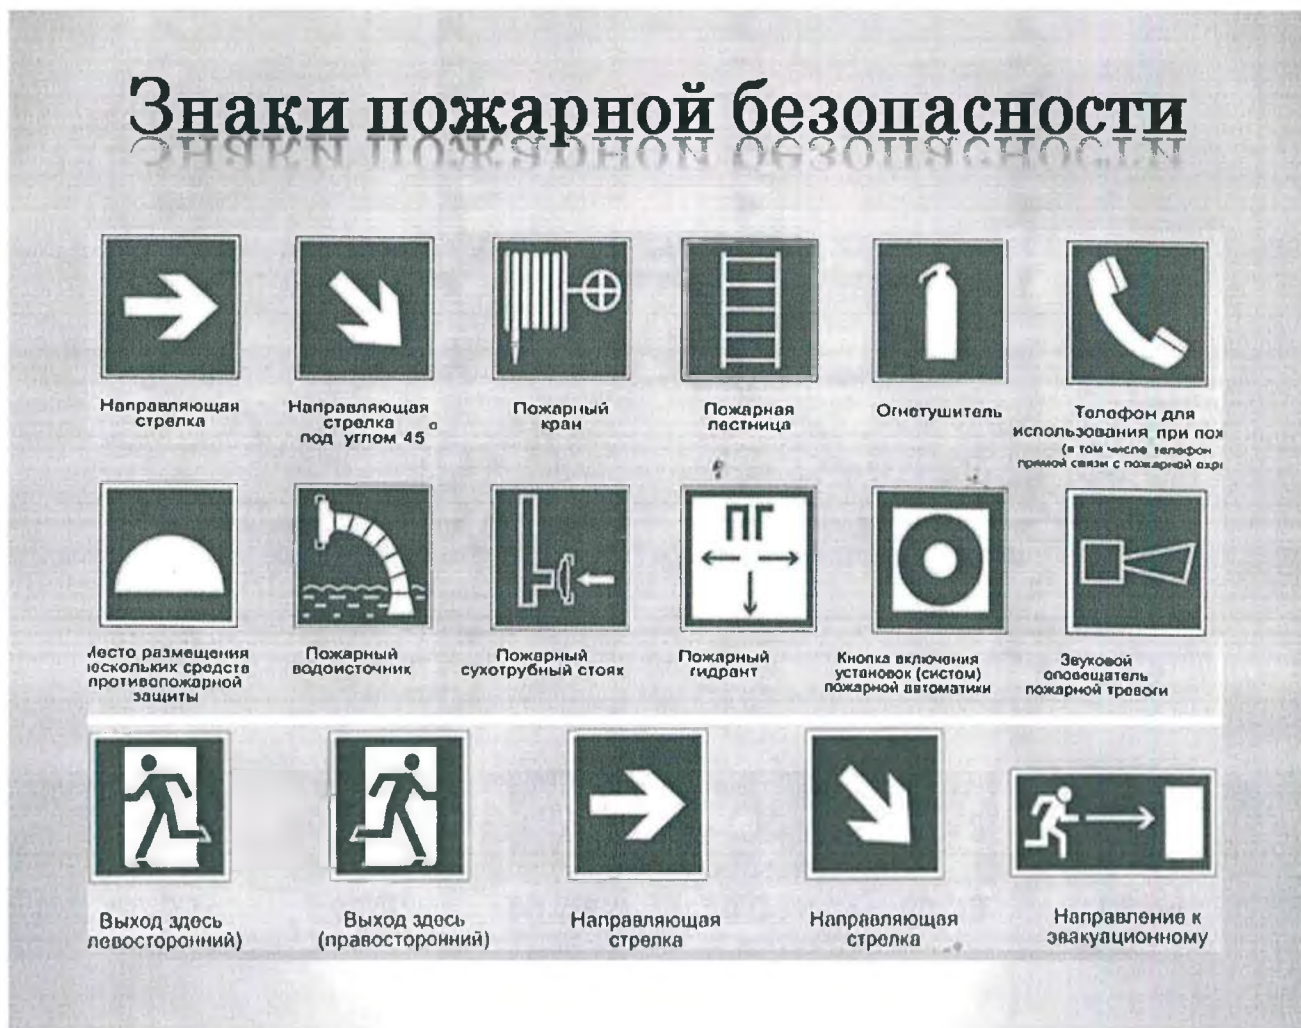 Знаки пожарной безопасности
Направляющая
стрелка
Направляющая
стрелка
под углом 45°
Пожарный
кран
Пожарная
лестница
Огнетушитель
Телефон для
использования при пож
(в том числе телефон
прямой связи с пожарной охра
Место размещения
нескольких средств
противопожарной
защиты
Пожарный
водоисточник
Пожарный
сухотрубный стояк
ПГ
Пожарный
гидрант
Кнопка включения
установок (систем)
пожарной автоматики
Звуковой
оповещатель
пожарной тревоги
Выход здесь
левосторонний)
Выход здесь
(правосторонний)
Направляющая
стрелка
Направляющая
стрелка
Направление к
эвакуационному